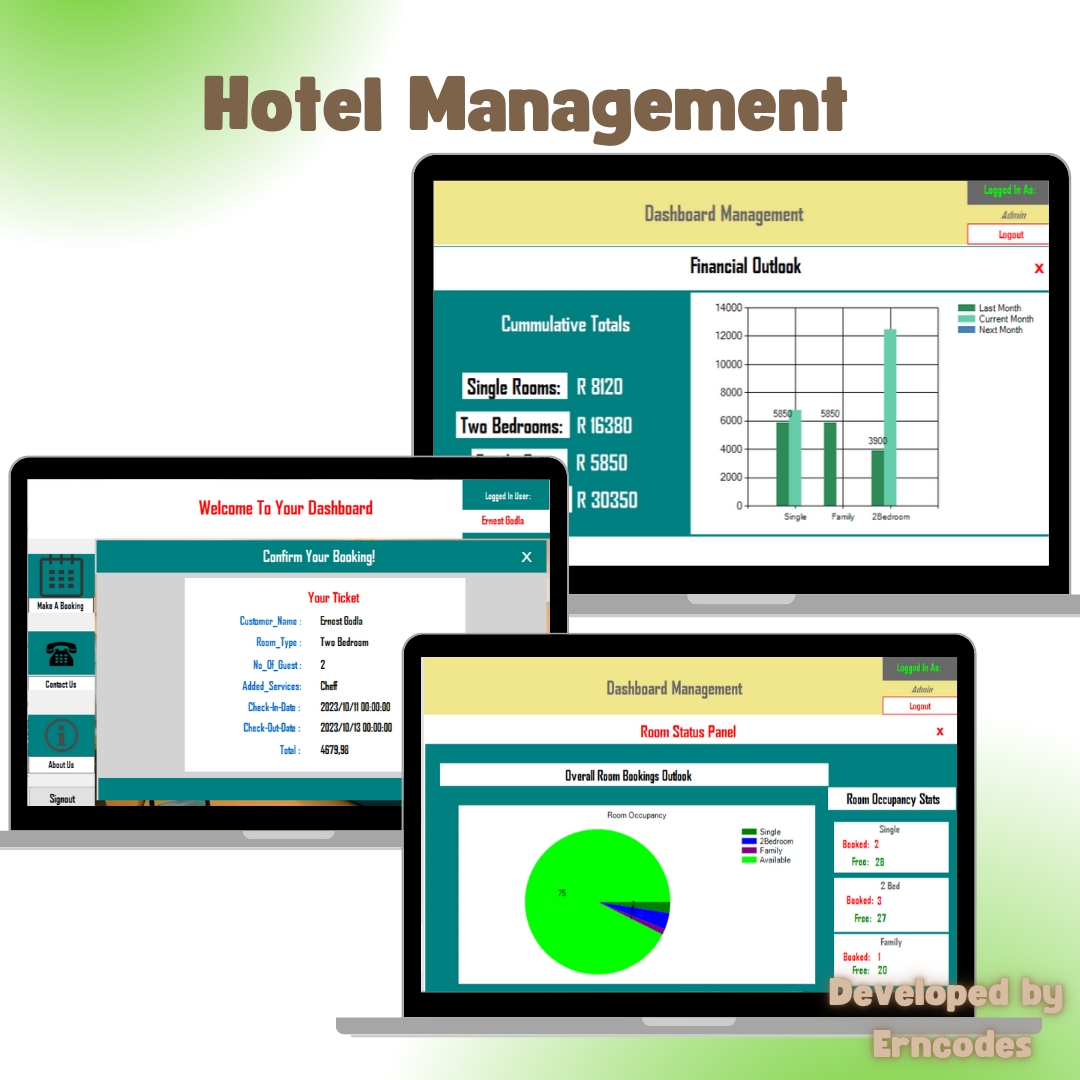 Hotel Management
Dashboard Management
Logged In As:
Admin
Logout
Financial Outlook
X
Cummulative Totals
Single Rooms: R 8120
Two Bedrooms: R 16380
R 5850
R 30350
14000
12000
10000
8000
6000
4000
2000
0
5850
5850
3900
Single Family 2Bedroom
Last Month
Current Month
Next Month
Welcome To Your Dashboard
Logged In User:
Ernest Godla
Make A Booking
Contact Us
About Us
Signout
Confirm Your Booking!
X
Your Ticket
Customer_Name : Ernest Godla
Room_Type : Two Bedroom
No_Of_Guest : 2
Added_Services: Cheff
Check-In-Date : 2023/10/11 00:00:00
Check-Out-Date : 2023/10/13 00:00:00
Total : 4679,98
Dashboard Management
Logged In As:
Admin
Logout
Room Status Panel
X
Overall Room Bookings Outlook
Room Occupancy
75
Single
2Bedroom
Family
Available
Room Occupancy Stats
Single
Booked: 2
Free: 28
2 Bed
Booked: 3
Free: 27
Family
Booked: 1
Free: 20
Developed by
Erncodes